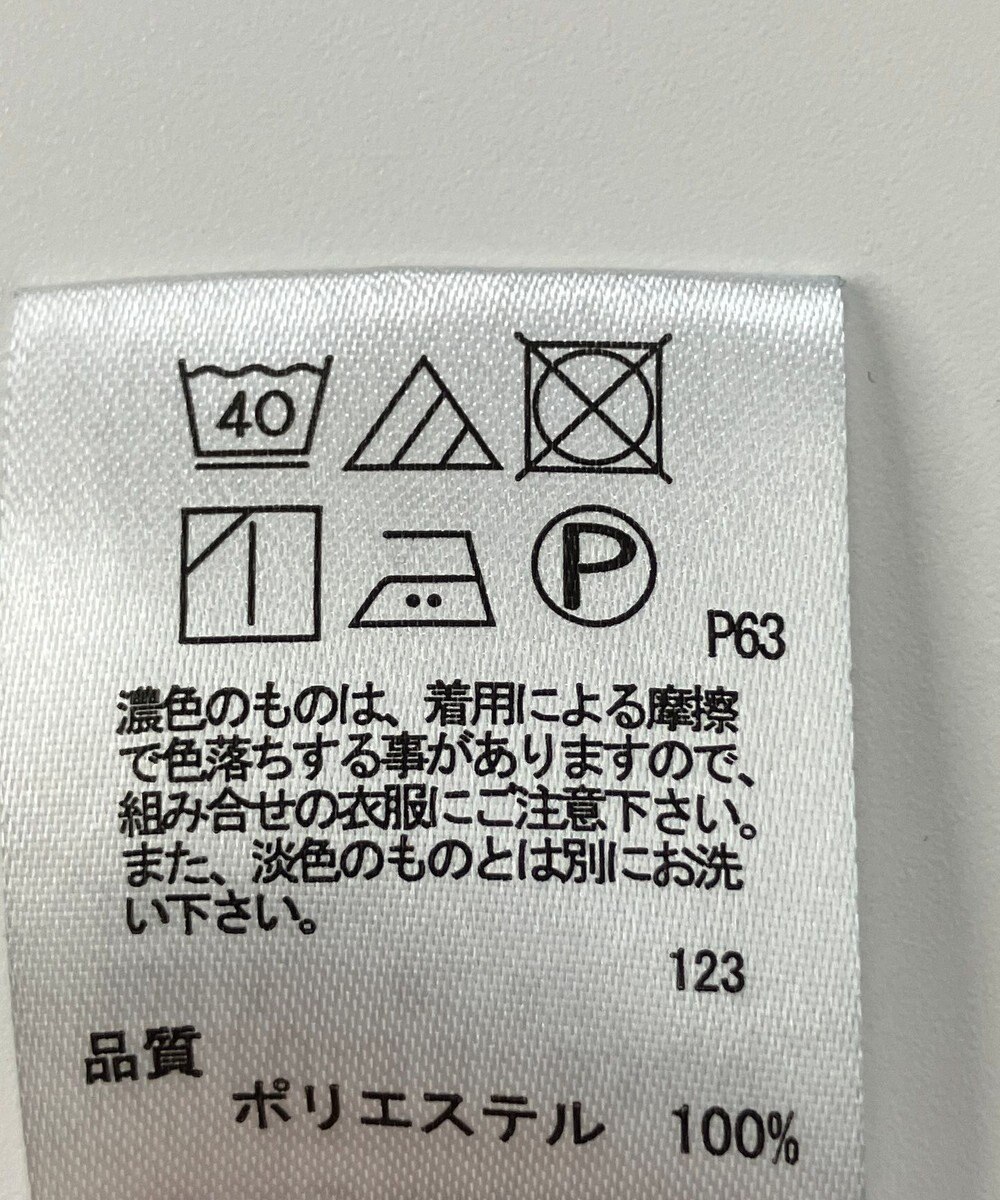 40
P
P63
濃色のものは、着用による摩擦
で色落ちする事がありますので、
組み合せの衣服にご注意下さい。
また、淡色のものとは別にお洗
い下さい。
123
品質
ポリエステル 100%